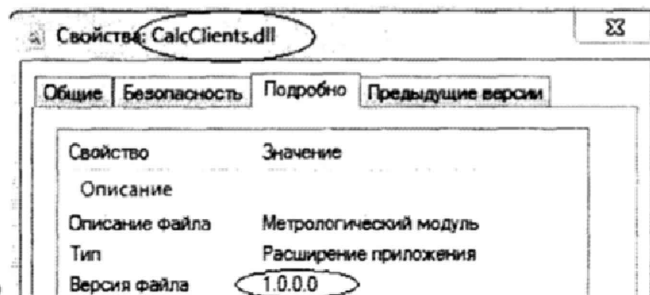 Свойства: CalcClients.dll
Общие Безопасность Подробно Предыдущие версии
Свойство Значение
Описание
Описание файла Метрологический модуль
Тип Расширение приложения
Версия файла 1.0.0.0